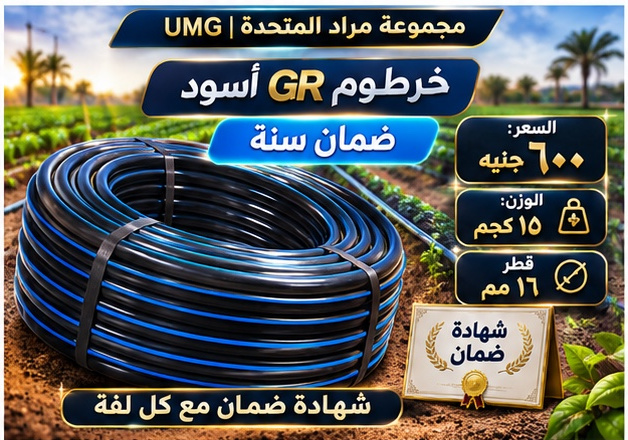 مجموعة مراد المتحدة | UMG
خرطوم GR أسود
ضمان سنة
السعر:
٦٠٠ جنيه
الوزن:
١٥ كجم
قطر
١٦ مم
شهادة
ضمان
شهادة ضمان مع كل لفة